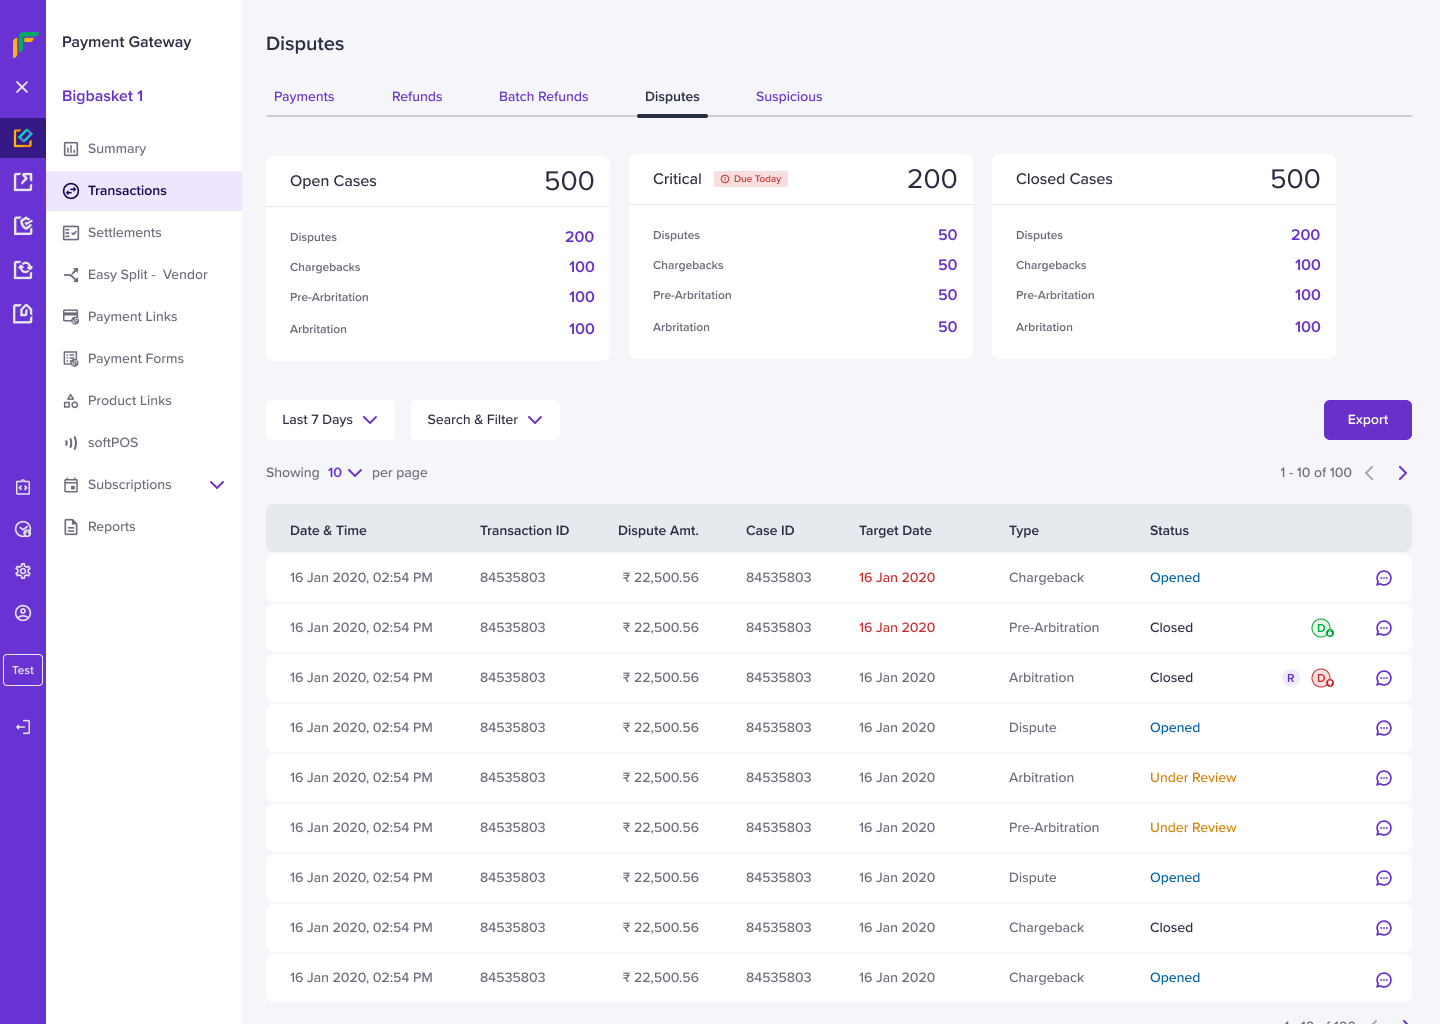 Payment Gateway
Bigbasket 1
Summary
Transactions
Settlements
Easy Split - Vendor
Payment Links
Payment Forms
Product Links
softPOS
Subscriptions
Reports
Test
Disputes
Payments Refunds Batch Refunds Disputes Suspicious
Open Cases 500
Disputes 200
Chargebacks 100
Pre-Arbritation 100
Arbritation 100
Critical Due Today 200
Disputes 50
Chargebacks 50
Pre-Arbritation 50
Arbritation 50
Closed Cases 500
Disputes 200
Chargebacks 100
Pre-Arbritation 100
Arbritation 100
Last 7 Days Search & Filter Export
Showing 10 per page 1 - 10 of 100
Date & Time Transaction ID Dispute Amt. Case ID Target Date Type Status
16 Jan 2020, 02:54 PM 84535803 ₹ 22,500.56 84535803 16 Jan 2020 Chargeback Opened
16 Jan 2020, 02:54 PM 84535803 ₹ 22,500.56 84535803 16 Jan 2020 Pre-Arbitration Closed D
16 Jan 2020, 02:54 PM 84535803 ₹ 22,500.56 84535803 16 Jan 2020 Arbitration Closed R D
16 Jan 2020, 02:54 PM 84535803 ₹ 22,500.56 84535803 16 Jan 2020 Dispute Opened
16 Jan 2020, 02:54 PM 84535803 ₹ 22,500.56 84535803 16 Jan 2020 Arbitration Under Review
16 Jan 2020, 02:54 PM 84535803 ₹ 22,500.56 84535803 16 Jan 2020 Pre-Arbitration Under Review
16 Jan 2020, 02:54 PM 84535803 ₹ 22,500.56 84535803 16 Jan 2020 Dispute Opened
16 Jan 2020, 02:54 PM 84535803 ₹ 22,500.56 84535803 16 Jan 2020 Chargeback Closed
16 Jan 2020, 02:54 PM 84535803 ₹ 22,500.56 84535803 16 Jan 2020 Chargeback Opened